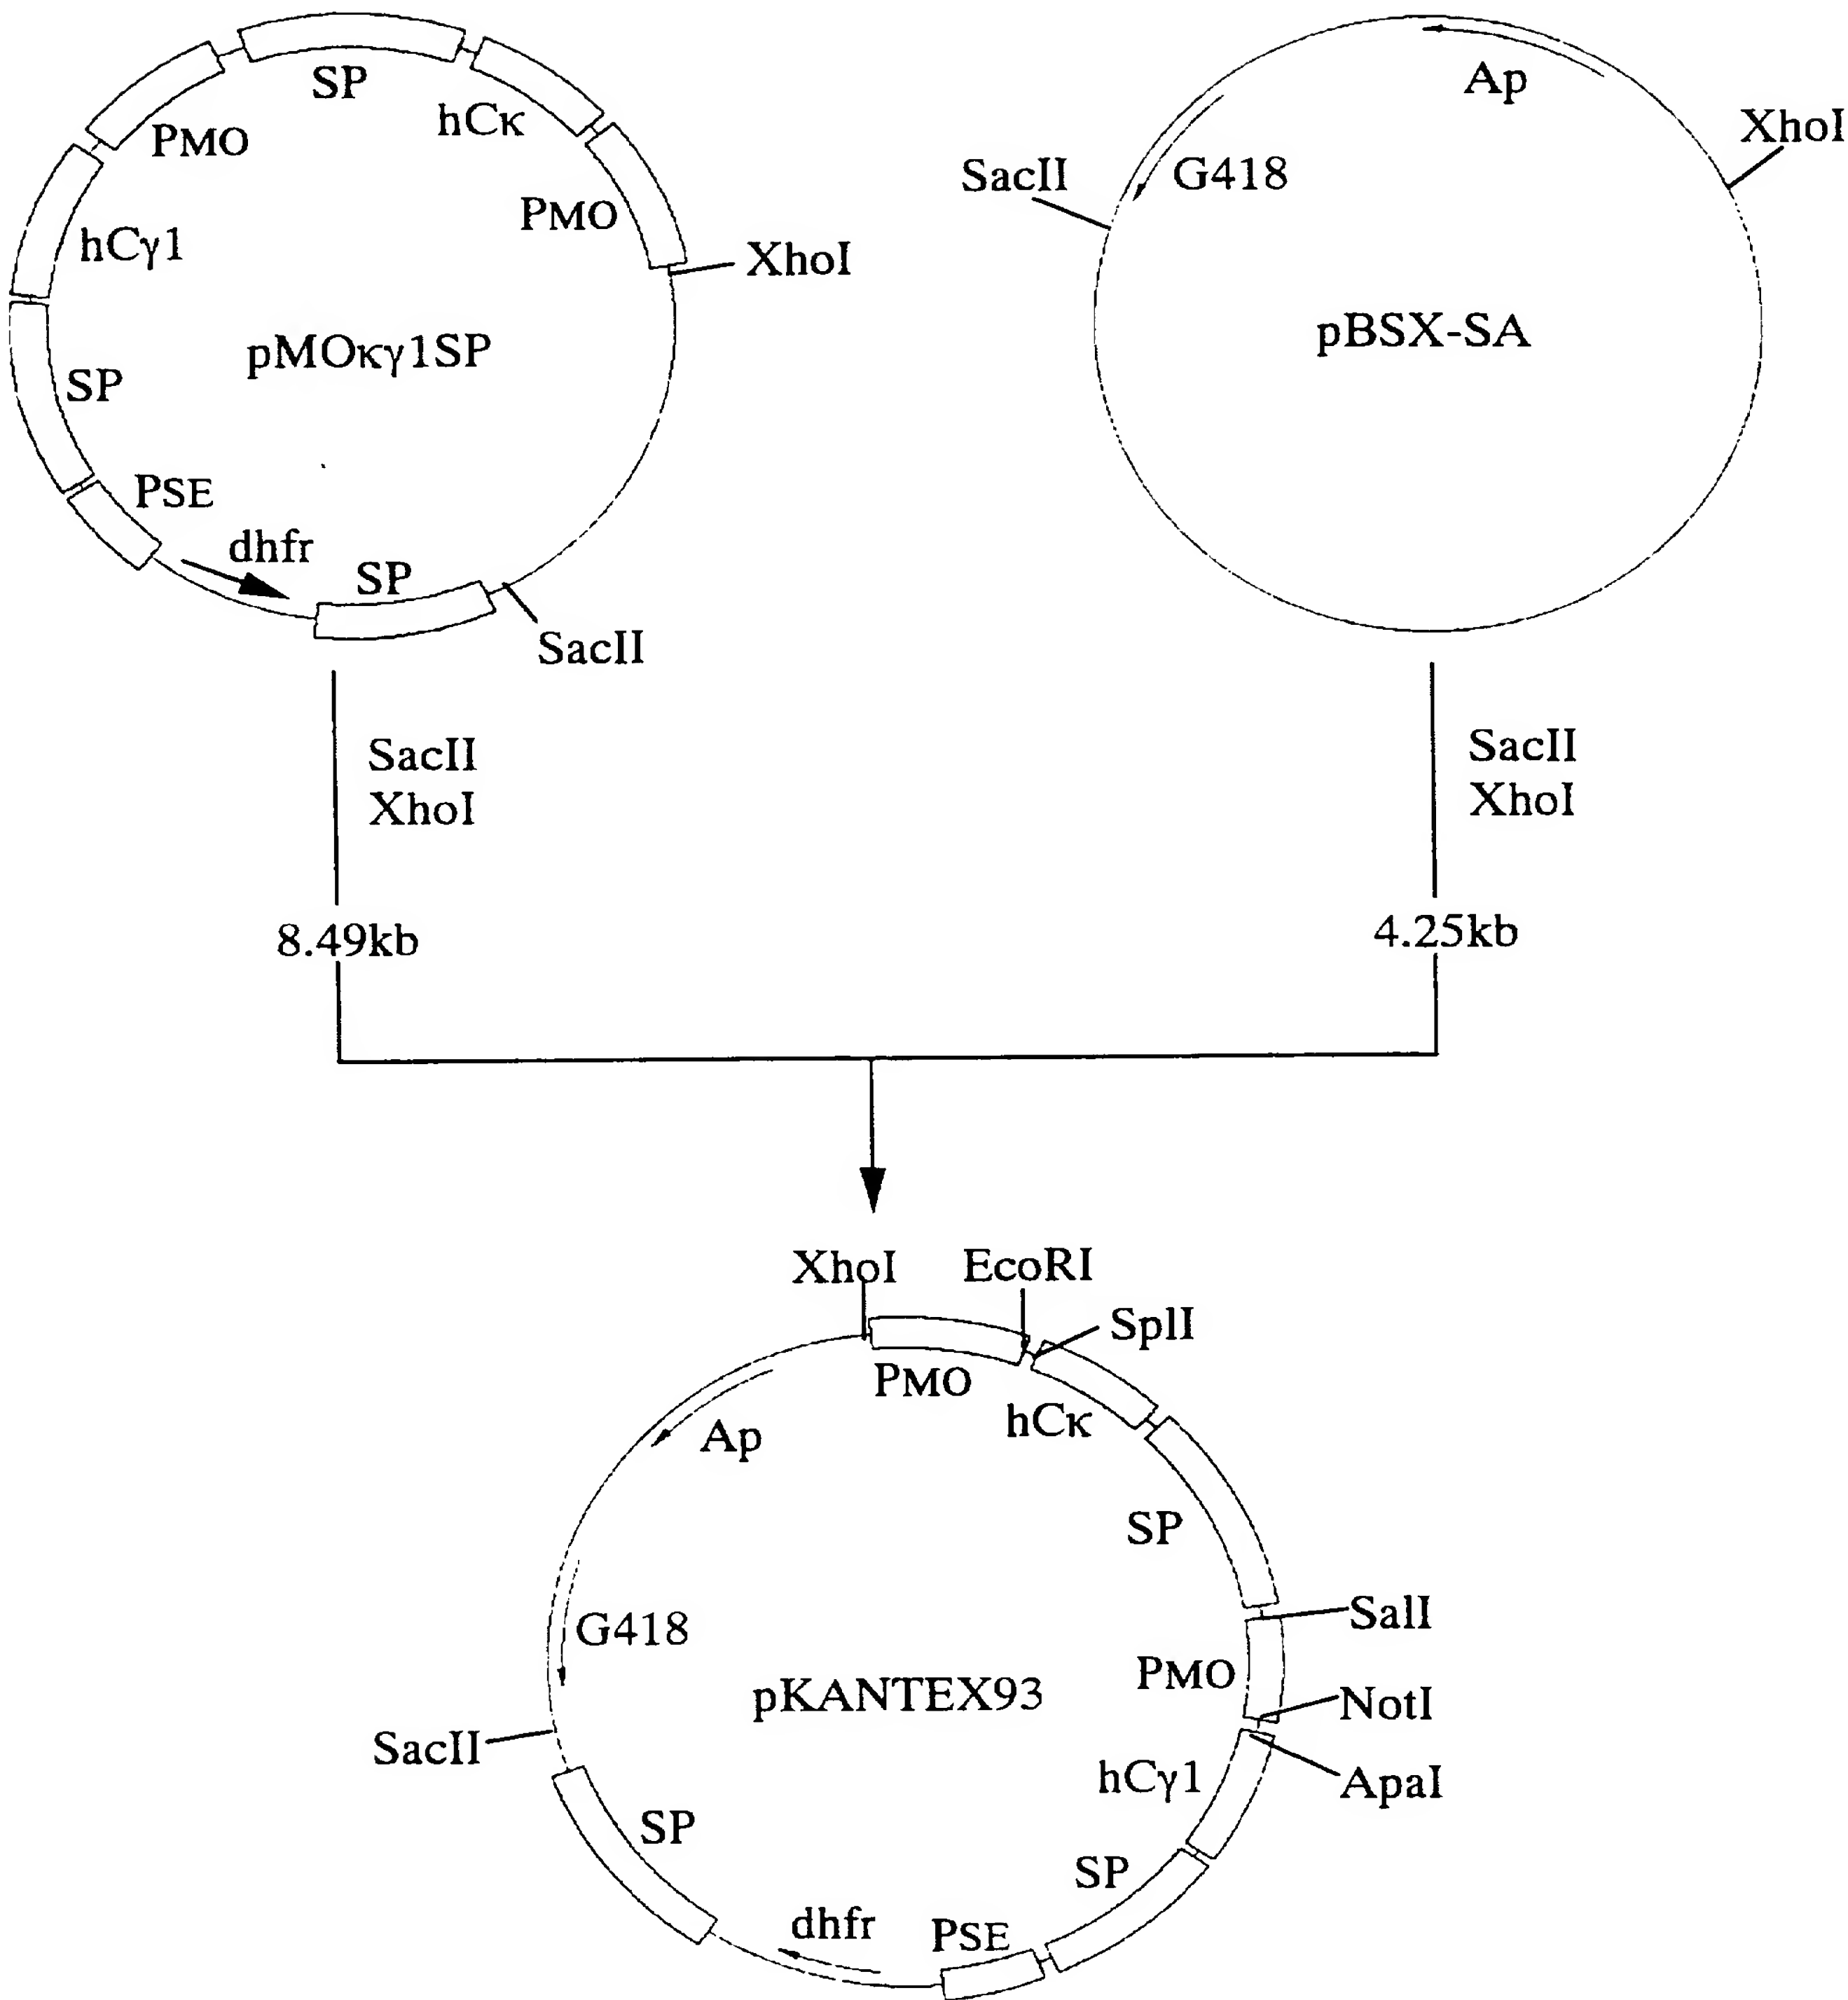 SP
hCκ
PMO
PMO
hCγ1
XhoI
pMOκγ1SP
SP
PSE
dhfr
SP
SacII
Ap
XhoI
SacII
G418
pBSX-SA
SacII
XhoI
8.49kb
SacII
XhoI
4.25kb
XhoI
EcoRI
SplI
PMO
hCκ
Ap
SP
SalI
G418
PMO
pKANTEX93
NotI
SacII
hCγ1
ApaI
SP
SP
dhfr
PSE